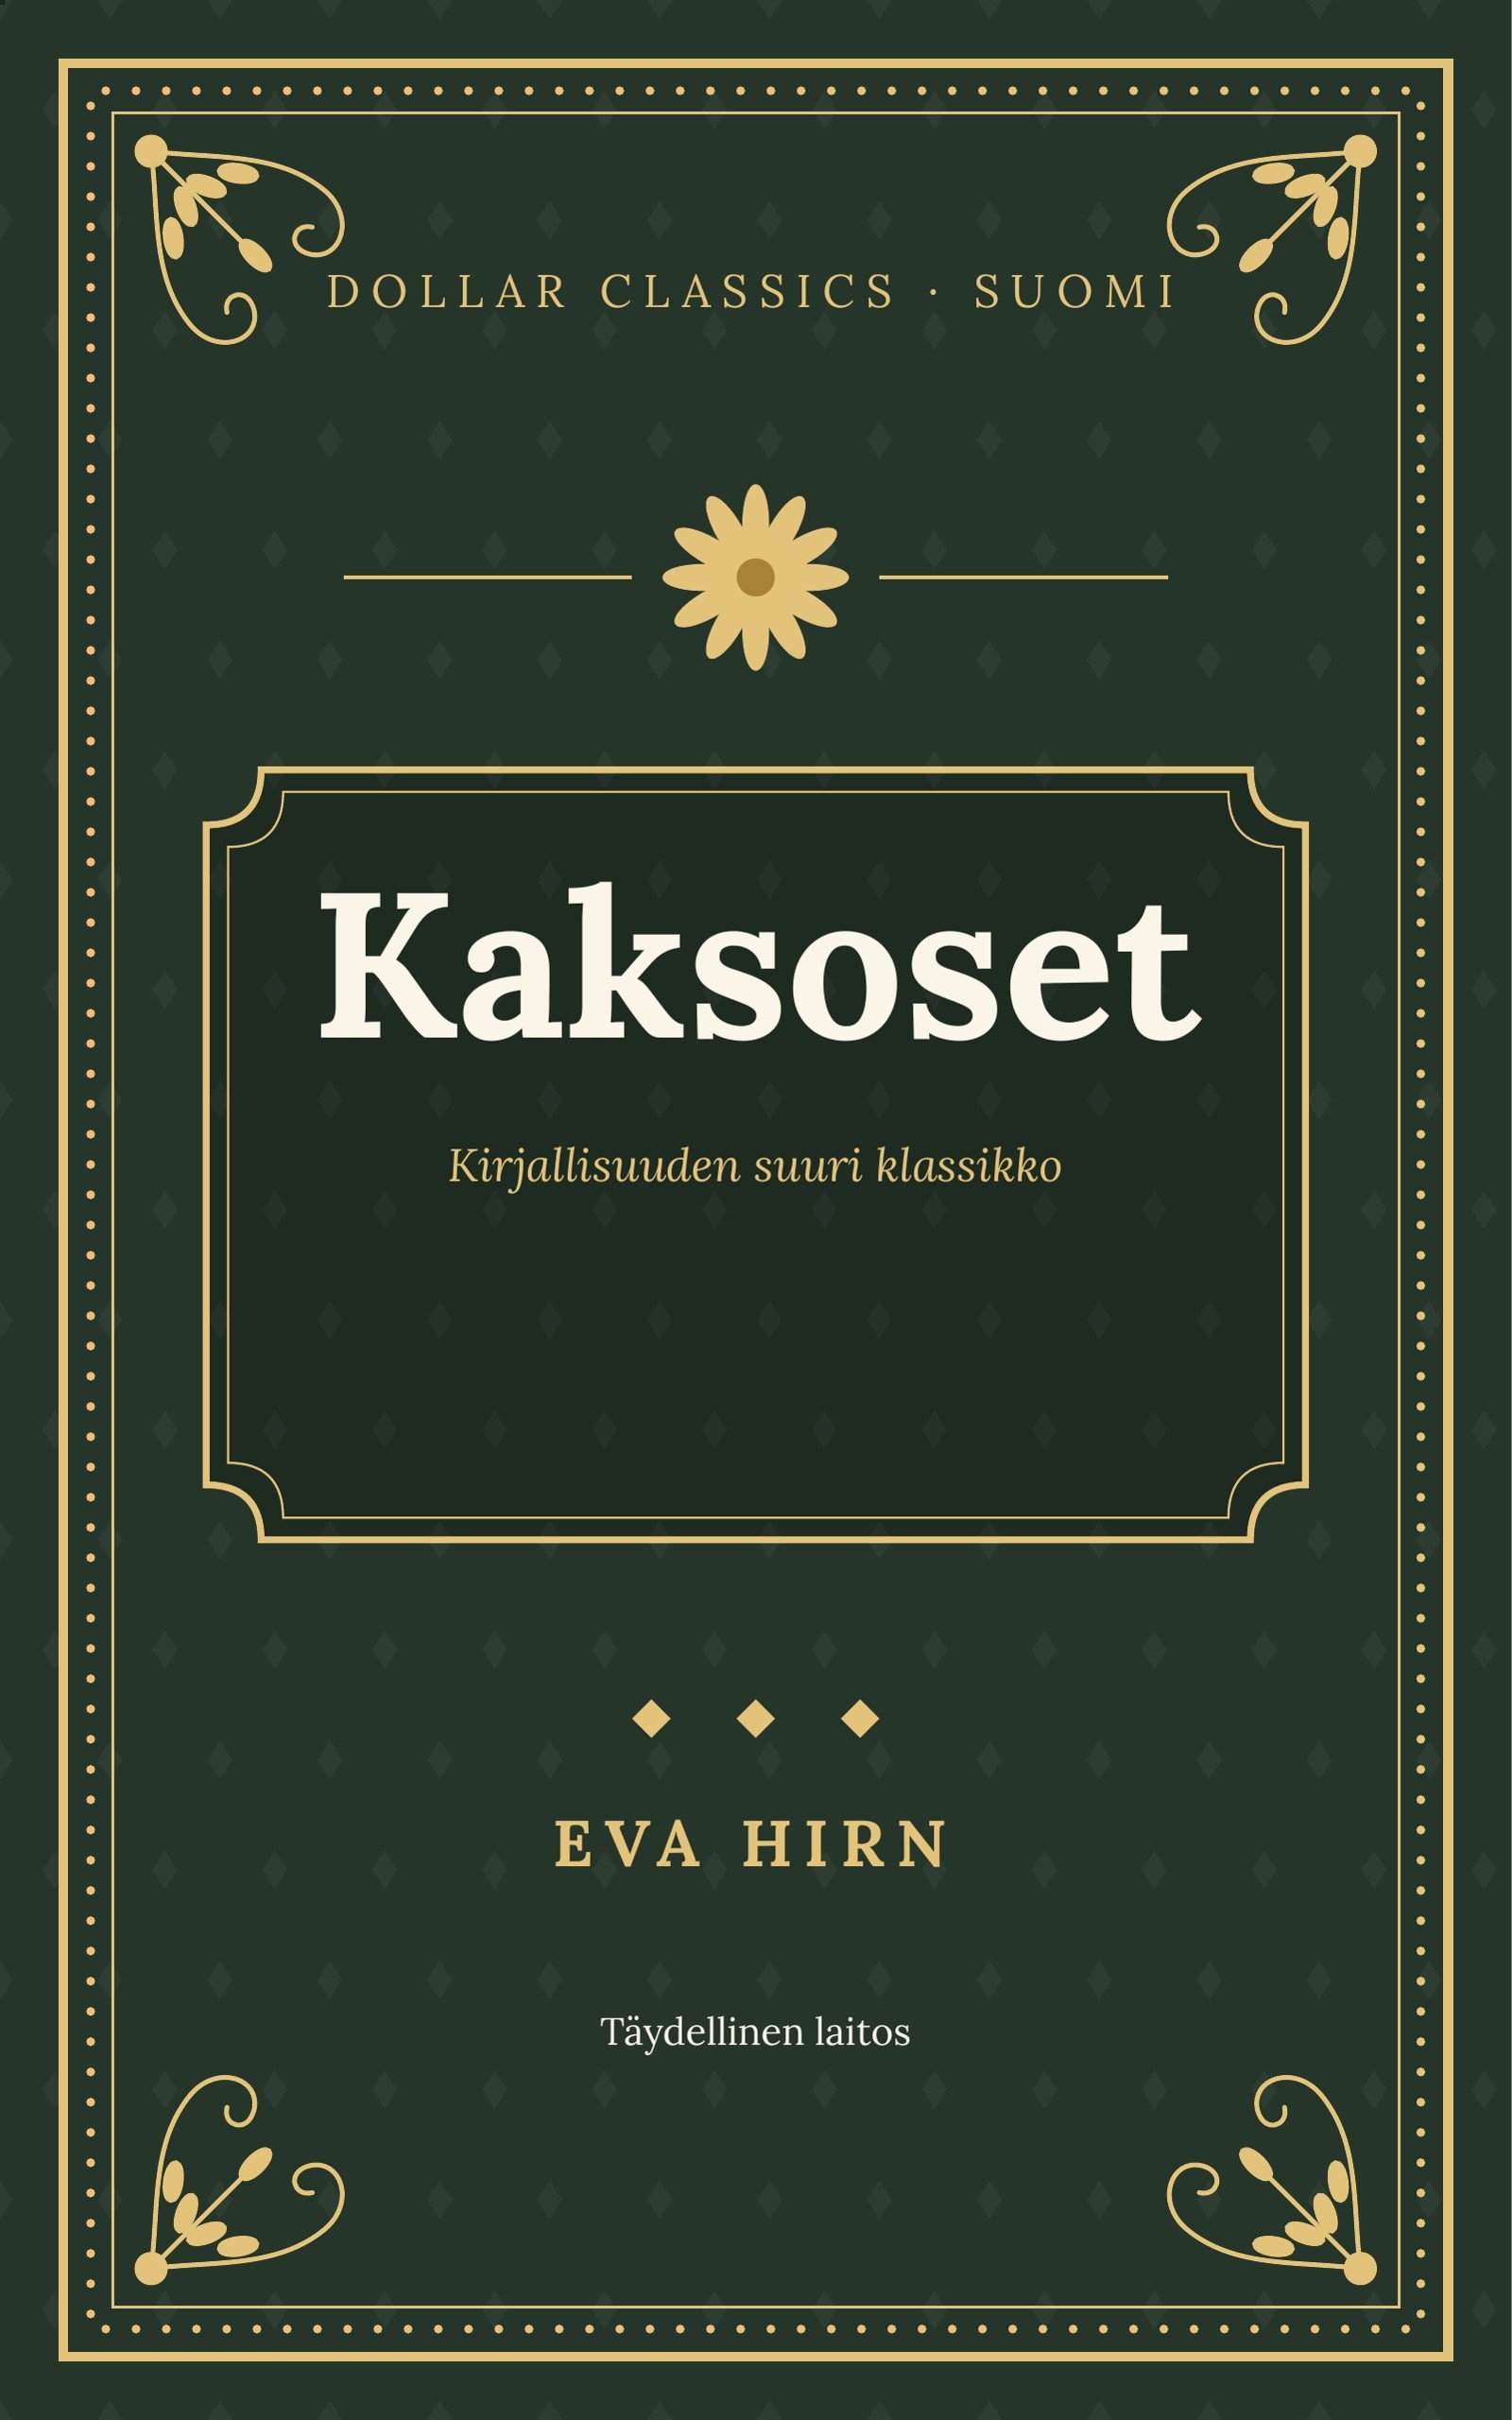 DOLLAR CLASSICS · SUOMI
Kaksoset
Kirjallisuuden suuri klassikko
EVA HIRN
Täydellinen laitos